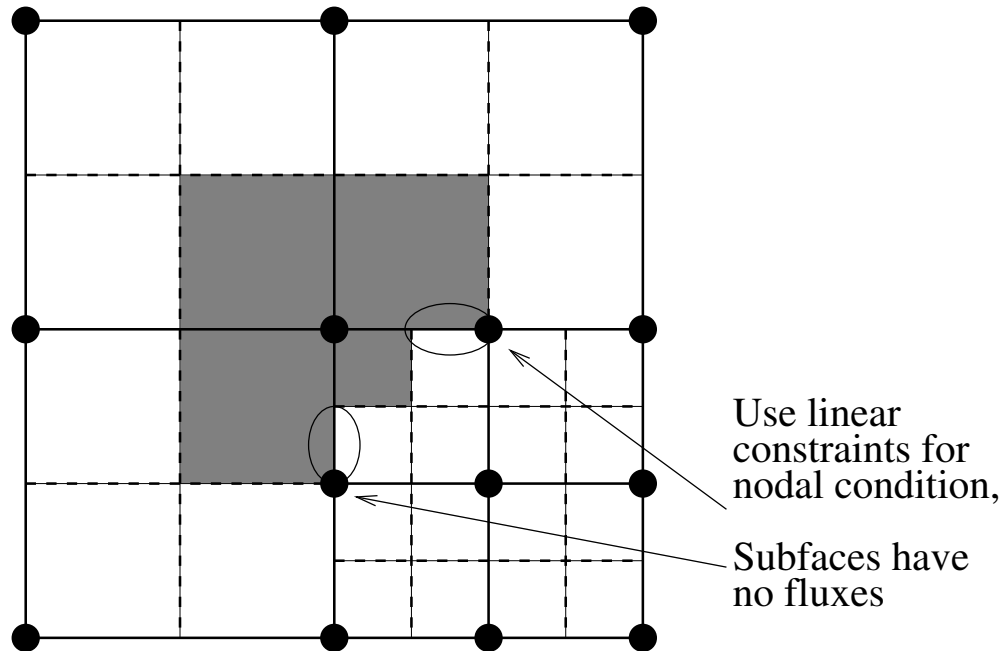 Use linear
constraints for
nodal condition,
Subfaces have
no fluxes